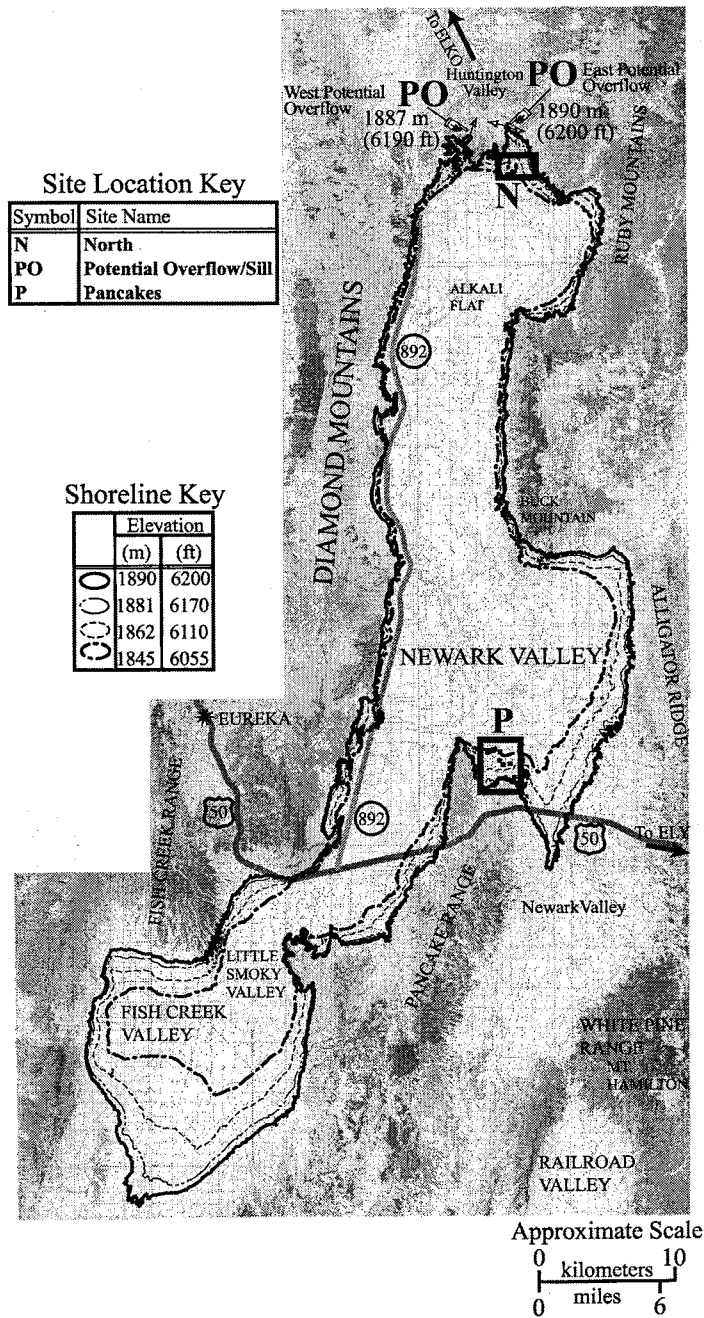 To ELKO
Huntington
Valley
West Potential
Overflow
PO
1887 m
(6190 ft)
PO
East Potential
Overflow
1890 m
(6200 ft)
N
RUBY MOUNTAINS
Site Location Key
Symbol Site Name
N North
PO Potential Overflow/Sill
P Pancakes
ALKALI
FLAT
892
DIAMOND MOUNTAINS
Shoreline Key
Elevation
(m) (ft)
1890 6200
1881 6170
1862 6110
1845 6055
BUCK
MOUNTAIN
ALLIGATOR RIDGE
NEWARK VALLEY
P
EUREKA
50
892
FISH CREEK RANGE
50
To ELY
Newark Valley
PANCAKE RANGE
LITTLE
SMOKY
VALLEY
FISH CREEK
VALLEY
WHITE PINE
RANGE
MT.
HAMILTON
RAILROAD
VALLEY
Approximate Scale
0 10
kilometers
miles
0 6